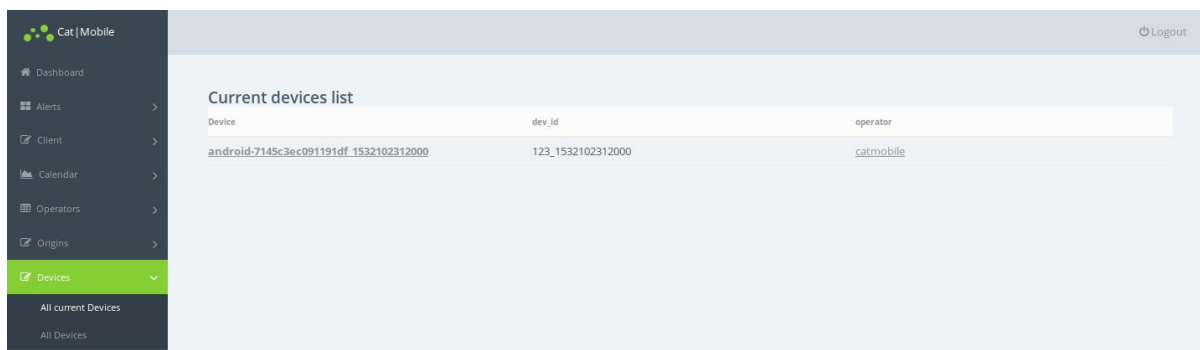 Cat|Mobile
Logout
Dashboard
Alerts
Client
Calendar
Operators
Origins
Devices
All current Devices
All Devices
Current devices list
Device dev_id operator
android-7145c3ec091191df_1532102312000 123_1532102312000 catmobile